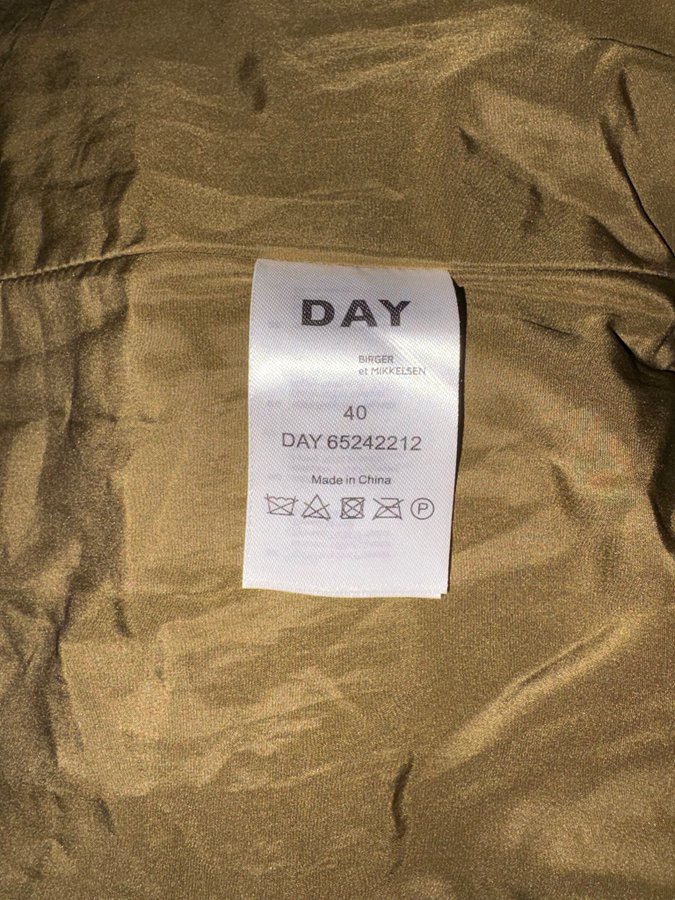 DAY
BIRGER
et MIKKELSEN
40
DAY 65242212
Made in China
P